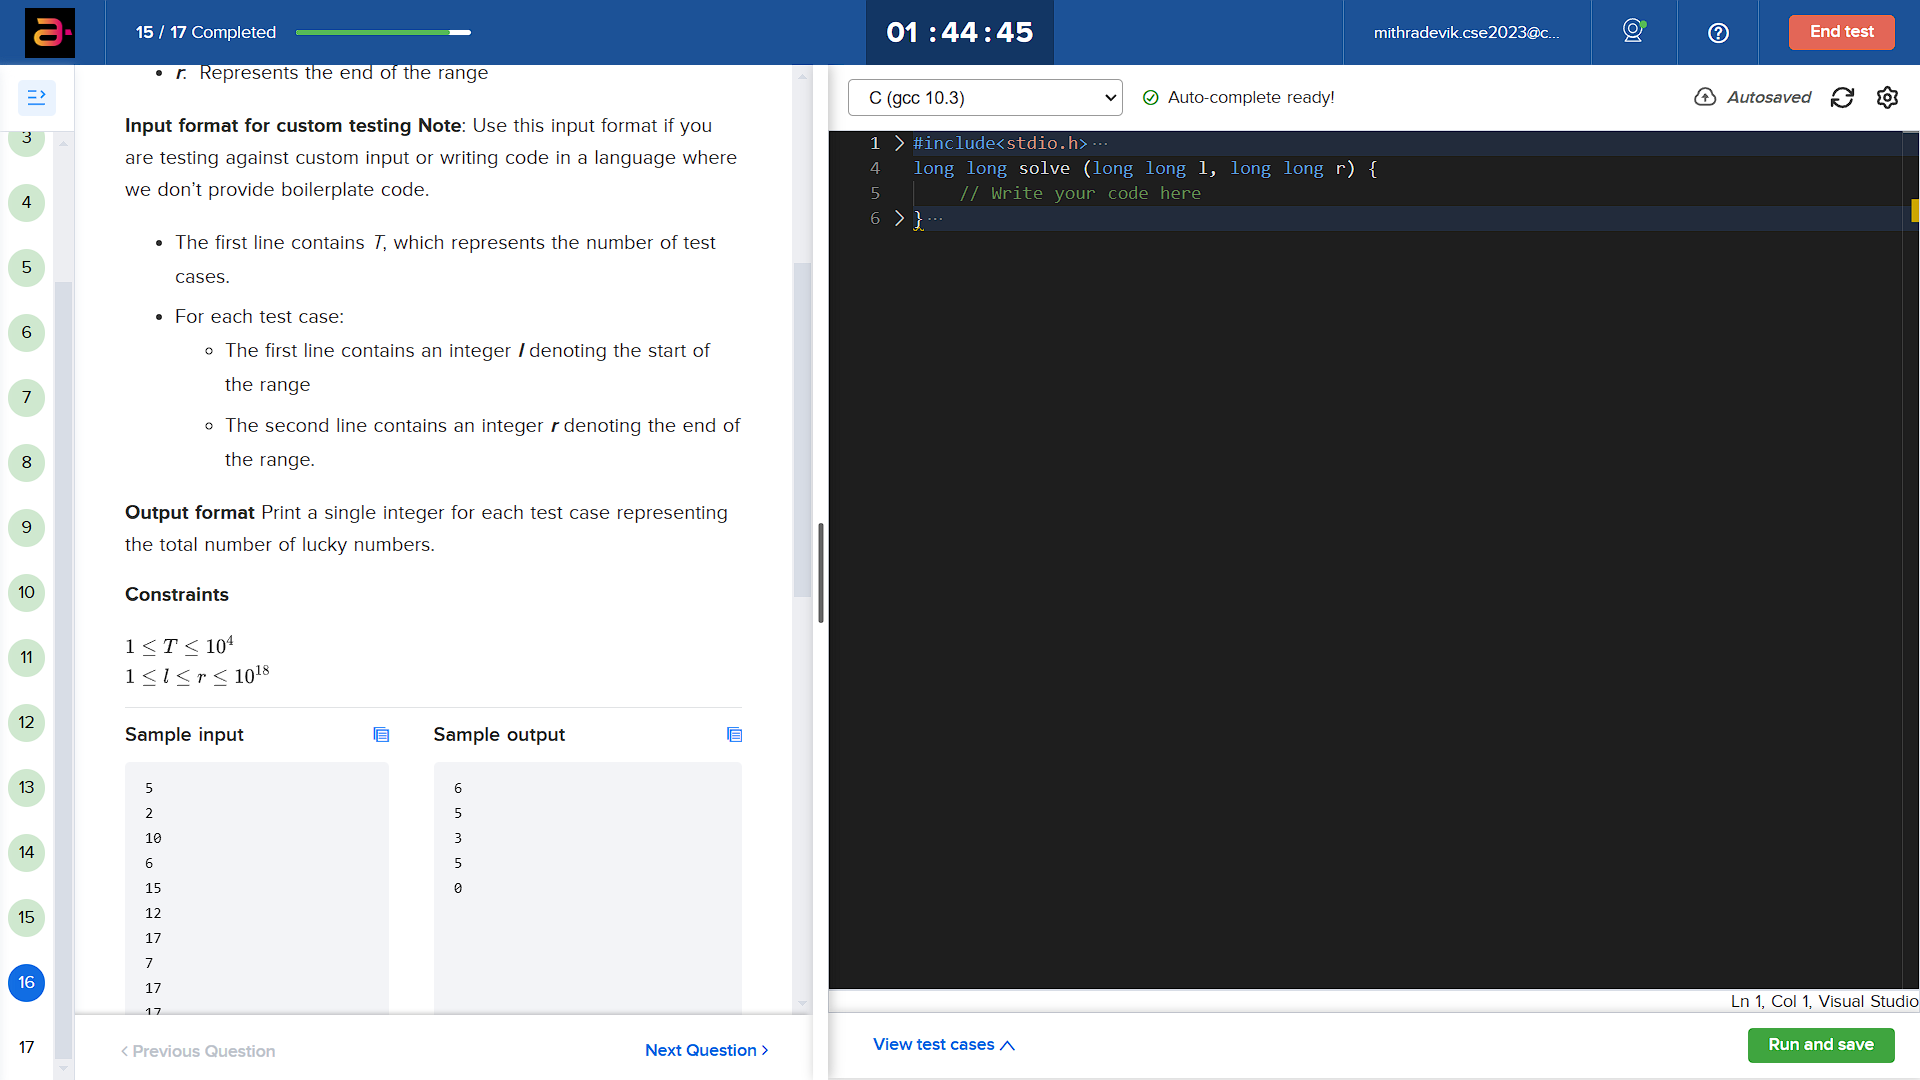 a.
15 / 17 Completed
01 : 44 : 45
mithradevik.cse2023@c...
End test
r: Represents the end of the range
Input format for custom testing Note: Use this input format if you
are testing against custom input or writing code in a language where
we don't provide boilerplate code.
The first line contains T, which represents the number of test
cases.
For each test case:
The first line contains an integer l denoting the start of
the range
The second line contains an integer r denoting the end of
the range.
Output format Print a single integer for each test case representing
the total number of lucky numbers.
Constraints
1 ≤ T ≤ 10⁴
1 ≤ l ≤ r ≤ 10¹⁸
Sample input
5
2
10
6
15
12
17
7
17
17
Sample output
6
5
3
5
0
3
4
5
6
7
8
9
10
11
12
13
14
15
16
17
< Previous Question
Next Question >
C (gcc 10.3)
Auto-complete ready!
Autosaved
1 #include<stdio.h>···
4 long long solve (long long l, long long r) {
5 // Write your code here
6 }···
Ln 1, Col 1, Visual Studio
View test cases
Run and save